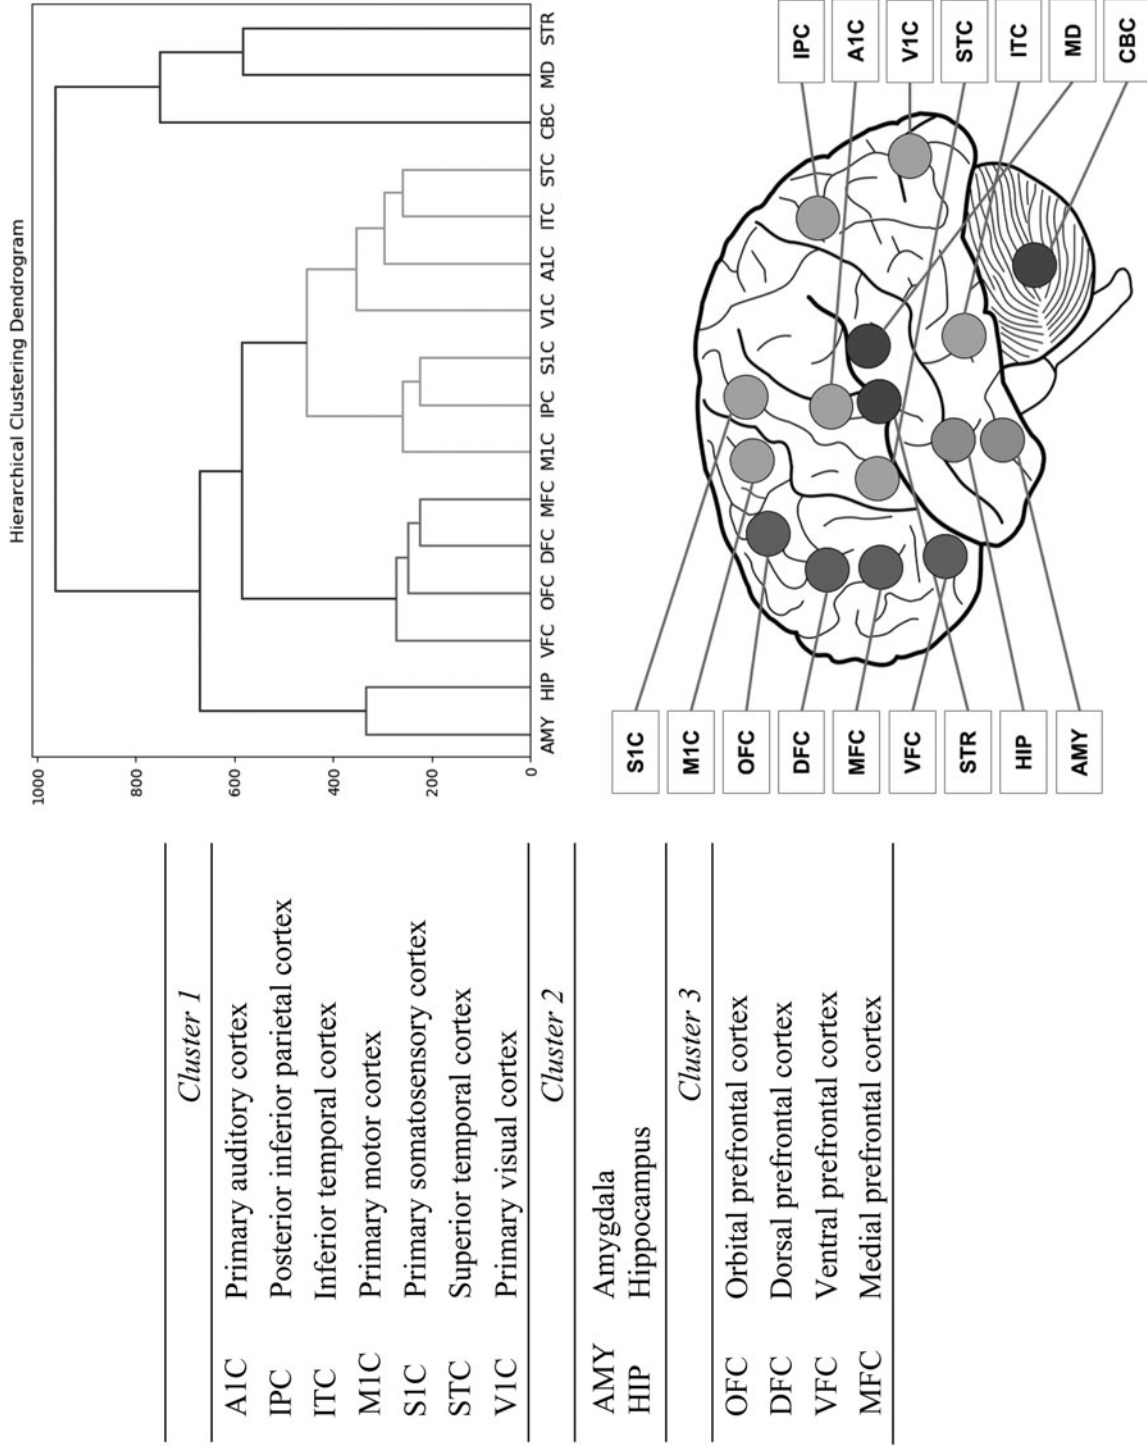 Cluster 1
A1C Primary auditory cortex
IPC Posterior inferior parietal cortex
ITC Inferior temporal cortex
M1C Primary motor cortex
S1C Primary somatosensory cortex
STC Superior temporal cortex
V1C Primary visual cortex
Cluster 2
AMY Amygdala
HIP Hippocampus
Cluster 3
OFC Orbital prefrontal cortex
DFC Dorsal prefrontal cortex
VFC Ventral prefrontal cortex
MFC Medial prefrontal cortex
Hierarchical Clustering Dendrogram
1000
800
600
400
200
0
AMY HIP VFC OFC DFC MFC M1C IPC S1C V1C A1C ITC STC CBC MD STR
S1C
M1C
OFC
DFC
MFC
VFC
STR
HIP
AMY
IPC
A1C
V1C
STC
ITC
MD
CBC